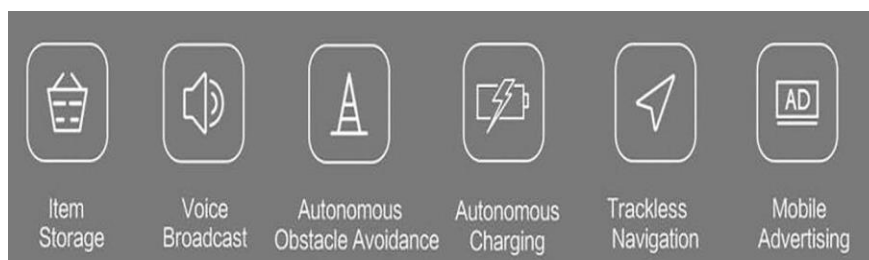 AD
Item
Storage
Voice
Broadcast
Autonomous
Obstacle Avoidance
Autonomous
Charging
Trackless
Navigation
Mobile
Advertising